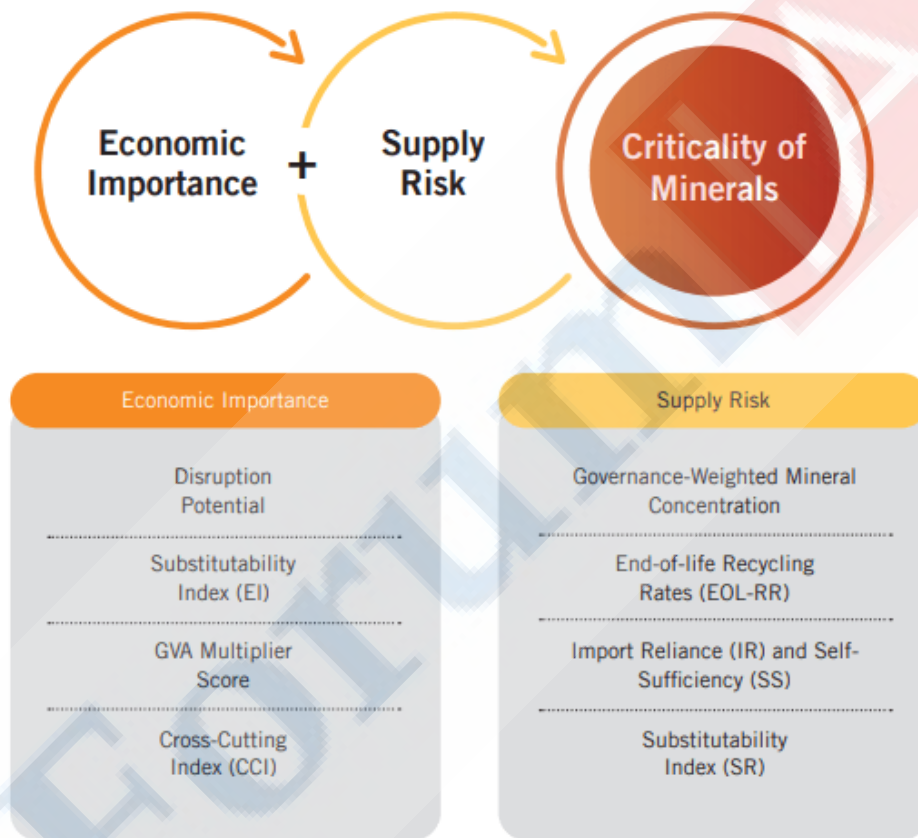 Economic
Importance
+
Supply
Risk
Criticality of
Minerals
Economic Importance
Disruption
Potential
Substitutability
Index (EI)
GVA Multiplier
Score
Cross-Cutting
Index (CCI)
Supply Risk
Governance-Weighted Mineral
Concentration
End-of-life Recycling
Rates (EOL-RR)
Import Reliance (IR) and Self-
Sufficiency (SS)
Substitutability
Index (SR)
Forum